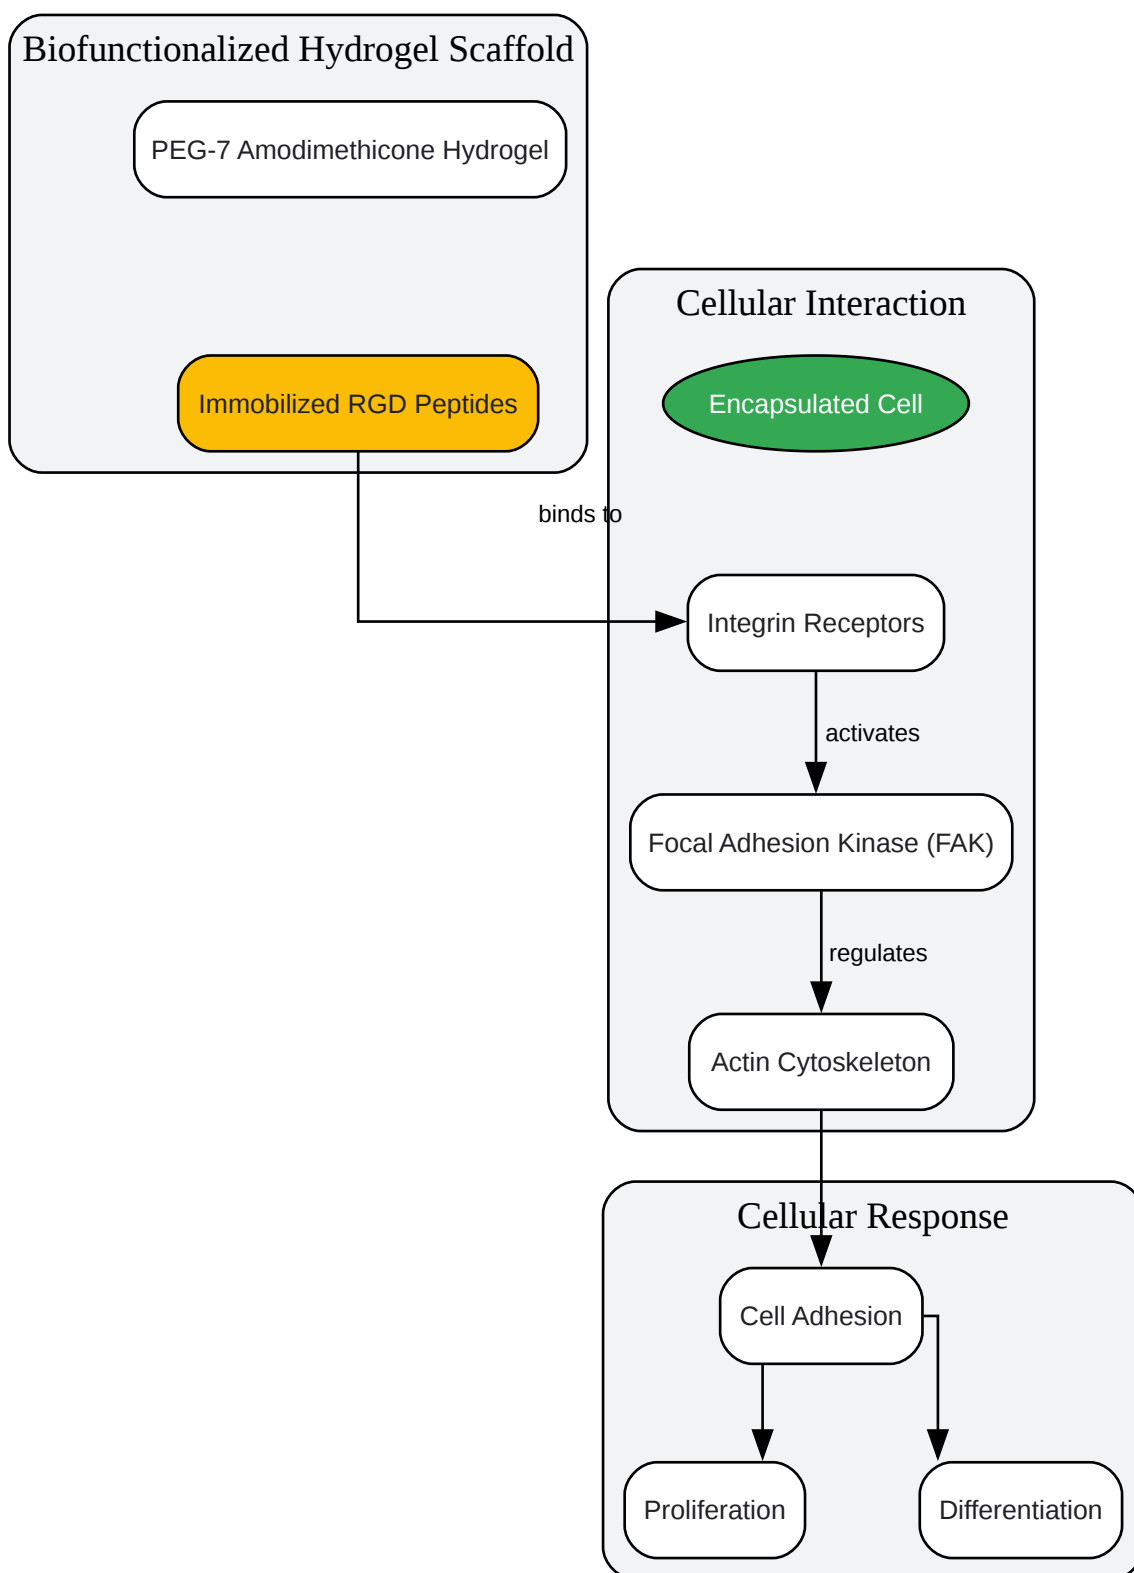 Biofunctionalized Hydrogel Scaffold
PEG-7 Amodimethicone Hydrogel
Immobilized RGD Peptides
Cellular Interaction
Encapsulated Cell
binds to
Integrin Receptors
activates
Focal Adhesion Kinase (FAK)
regulates
Actin Cytoskeleton
Cellular Response
Cell Adhesion
Proliferation
Differentiation